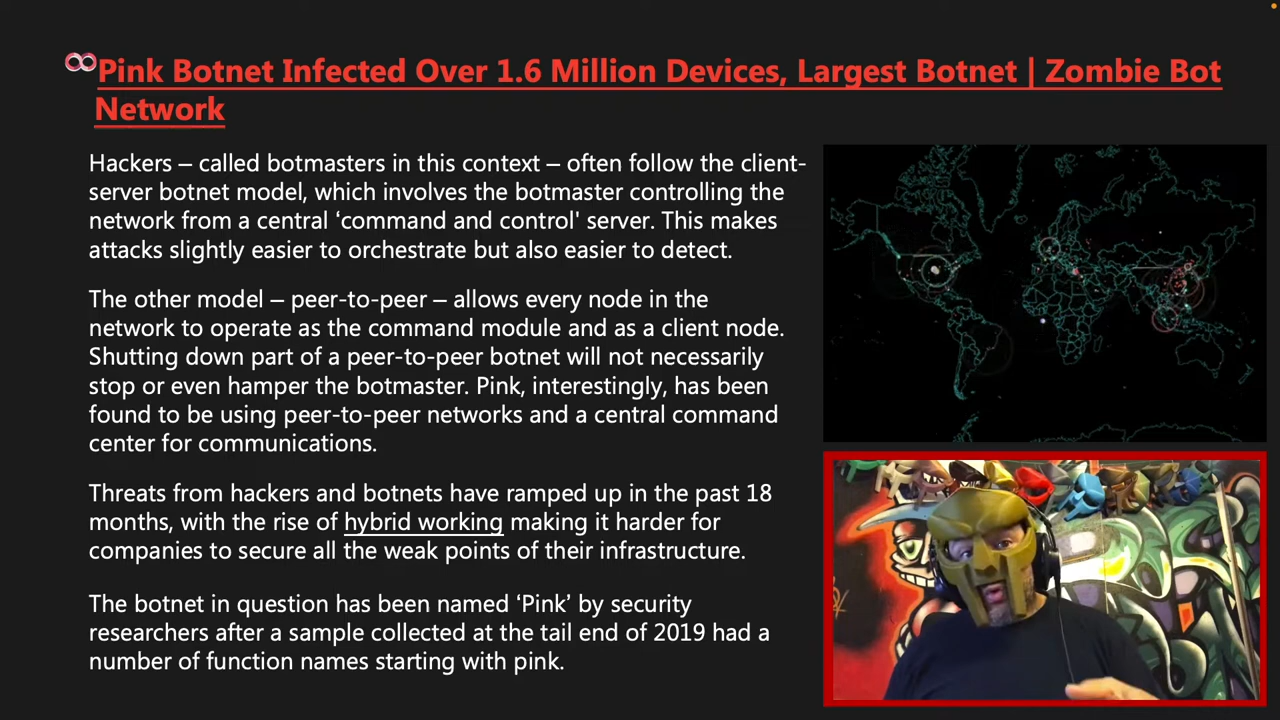 Pink Botnet Infected Over 1.6 Million Devices, Largest Botnet | Zombie Bot
Network
Hackers – called botmasters in this context – often follow the client-
server botnet model, which involves the botmaster controlling the
network from a central ‘command and control' server. This makes
attacks slightly easier to orchestrate but also easier to detect.
The other model – peer-to-peer – allows every node in the
network to operate as the command module and as a client node.
Shutting down part of a peer-to-peer botnet will not necessarily
stop or even hamper the botmaster. Pink, interestingly, has been
found to be using peer-to-peer networks and a central command
center for communications.
Threats from hackers and botnets have ramped up in the past 18
months, with the rise of hybrid working making it harder for
companies to secure all the weak points of their infrastructure.
The botnet in question has been named ‘Pink’ by security
researchers after a sample collected at the tail end of 2019 had a
number of function names starting with pink.